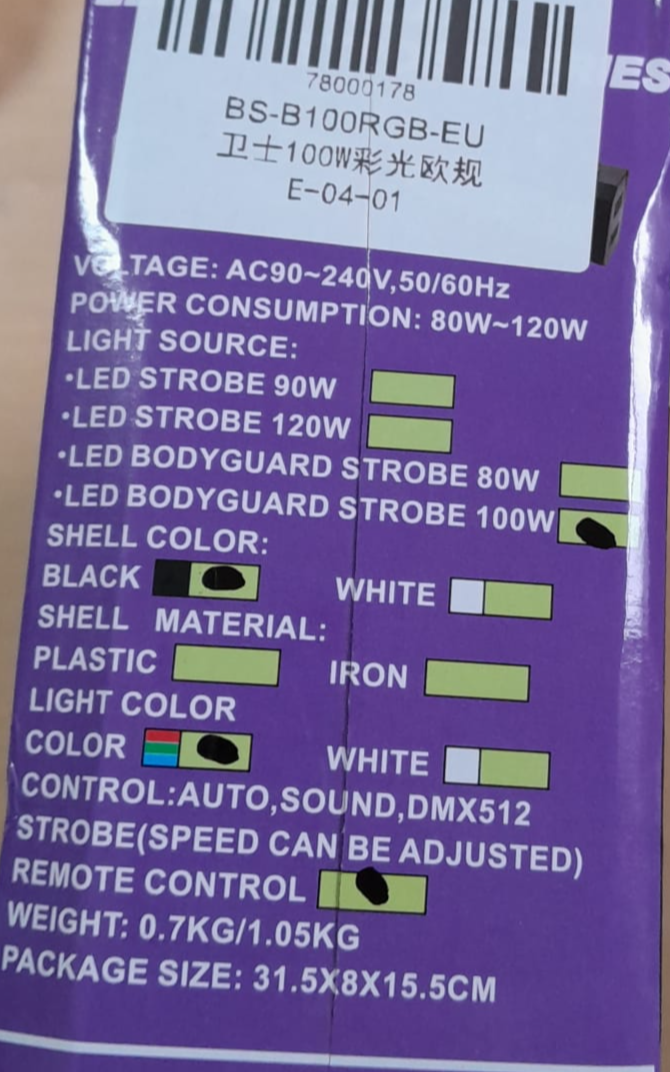 IES
78000178
BS-B100RGB-EU
卫士100W彩光欧规
E-04-01
VOLTAGE: AC90~240V,50/60Hz
POWER CONSUMPTION: 80W~120W
LIGHT SOURCE:
•LED STROBE 90W
•LED STROBE 120W
•LED BODYGUARD STROBE 80W
•LED BODYGUARD STROBE 100W
SHELL COLOR:
BLACK WHITE
SHELL MATERIAL:
PLASTIC IRON
LIGHT COLOR
COLOR WHITE
CONTROL:AUTO,SOUND,DMX512
STROBE(SPEED CAN BE ADJUSTED)
REMOTE CONTROL
WEIGHT: 0.7KG/1.05KG
PACKAGE SIZE: 31.5X8X15.5CM